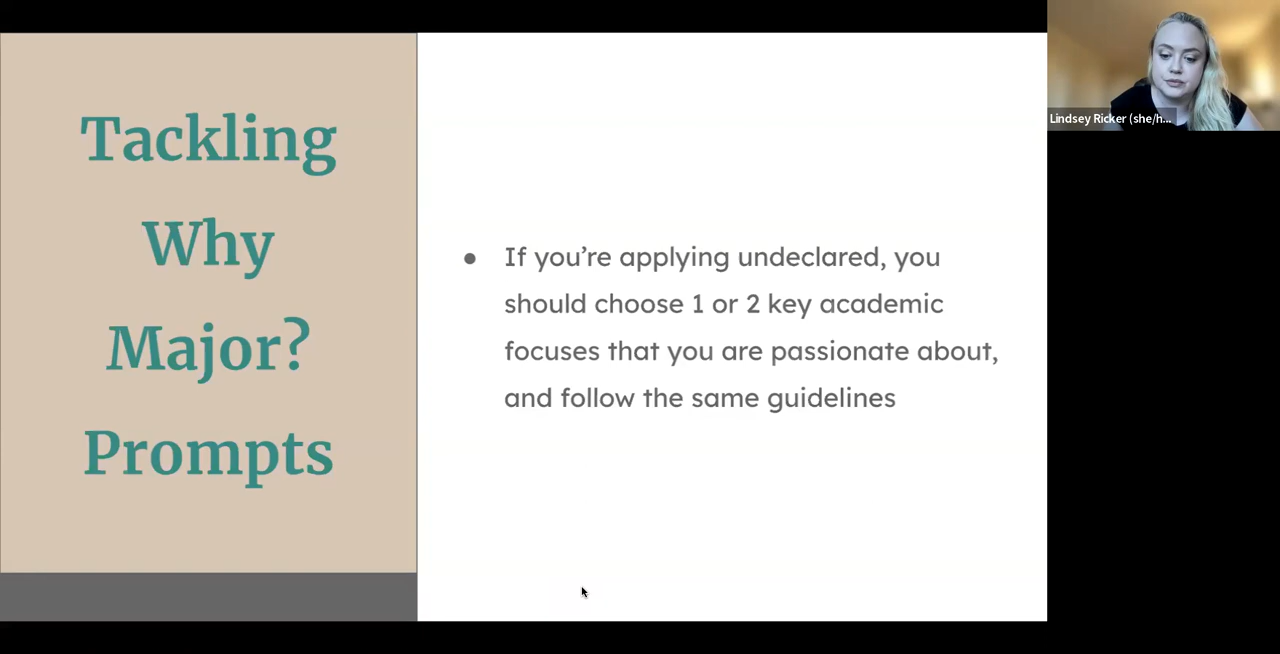 Tackling
Why
Major?
Prompts
● If you’re applying undeclared, you
should choose 1 or 2 key academic
focuses that you are passionate about,
and follow the same guidelines
Lindsey Ricker (she/h...